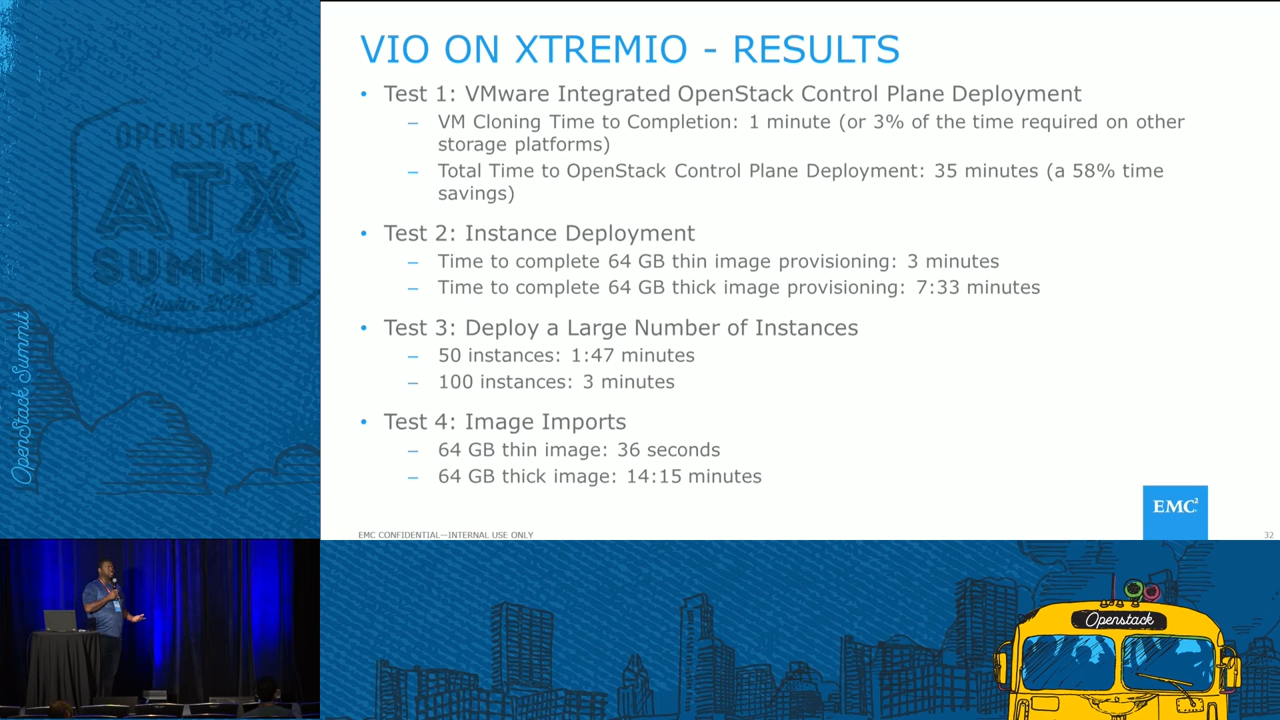 VIO ON XTREMIO - RESULTS
• Test 1: VMware Integrated OpenStack Control Plane Deployment
– VM Cloning Time to Completion: 1 minute (or 3% of the time required on other
storage platforms)
– Total Time to OpenStack Control Plane Deployment: 35 minutes (a 58% time
savings)
• Test 2: Instance Deployment
– Time to complete 64 GB thin image provisioning: 3 minutes
– Time to complete 64 GB thick image provisioning: 7:33 minutes
• Test 3: Deploy a Large Number of Instances
– 50 instances: 1:47 minutes
– 100 instances: 3 minutes
• Test 4: Image Imports
– 64 GB thin image: 36 seconds
– 64 GB thick image: 14:15 minutes
EMC²
EMC CONFIDENTIAL—INTERNAL USE ONLY
32
OPENSTACK
ATX
SUMMIT
Austin
OpenStack Summit
Openstack